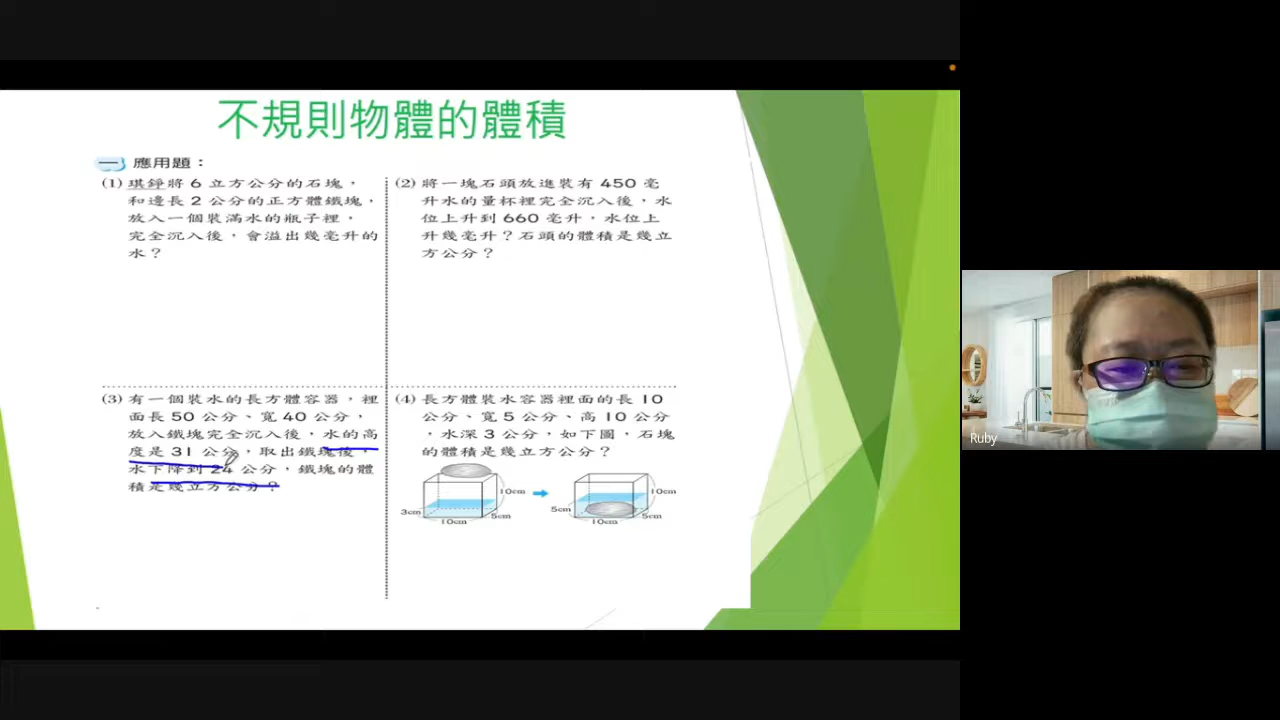 不規則物體的體積
一 應用題：
(1) 琪錚將 6 立方公分的石塊，
和邊長 2 公分的正方體鐵塊，
放入一個裝滿水的瓶子裡，
完全沉入後，會溢出幾毫升的
水？
(2) 將一塊石頭放進裝有 450 毫
升水的量杯裡完全沉入後，水
位上升到 660 毫升，水位上
升幾毫升？石頭的體積是幾立
方公分？
(3) 有一個裝水的長方體容器，裡
面長 50 公分、寬 40 公分，
放入鐵塊完全沉入後，水的高
度是 31 公分，取出鐵塊後，
水下降到 24 公分，鐵塊的體
積是幾立方公分？
(4) 長方體裝水容器裡面的長 10
公分、寬 5 公分、高 10 公分
，水深 3 公分，如下圖，石塊
的體積是幾立方公分？
10cm
3cm
5cm
10cm
10cm
5cm
5cm
10cm
Ruby